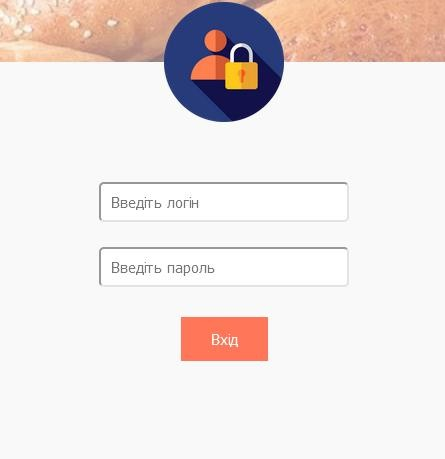 Введіть логін
Введіть пароль
Вхід